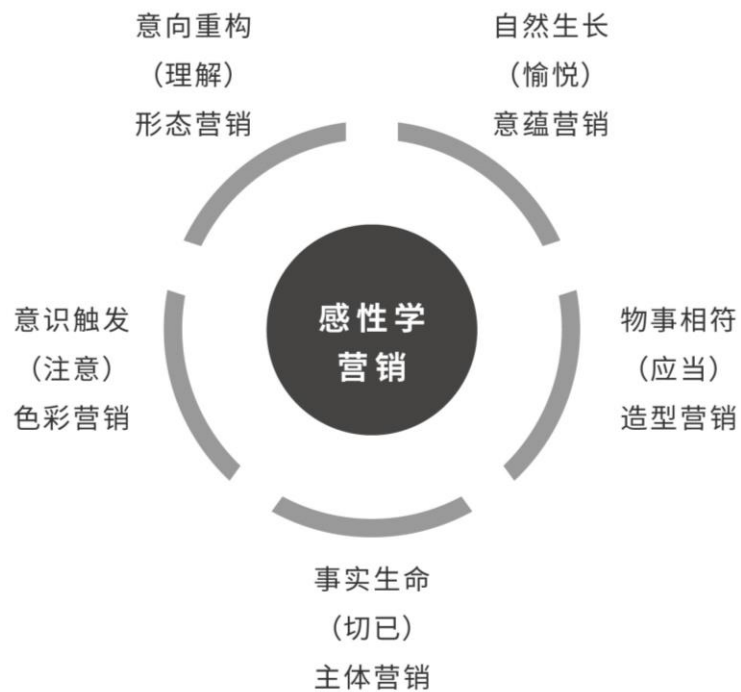 意向重构
（理解）
形态营销
自然生长
（愉悦）
意蕴营销
意识触发
（注意）
色彩营销
感性学
营销
物事相符
（应当）
造型营销
事实生命
（切已）
主体营销